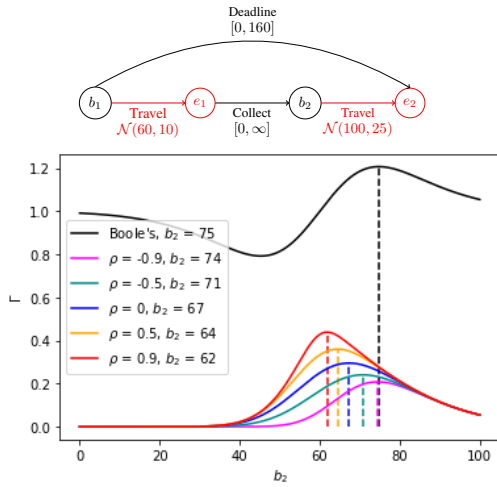 Deadline
[0, 160]
b₁
e₁
b₂
e₂
Travel
Collect
Travel
𝒩(60, 10)
[0, ∞]
𝒩(100, 25)
1.2
1.0
0.8
0.6
0.4
0.2
0.0
Γ
Boole's, b₂ = 75
ρ = -0.9, b₂ = 74
ρ = -0.5, b₂ = 71
ρ = 0, b₂ = 67
ρ = 0.5, b₂ = 64
ρ = 0.9, b₂ = 62
0 20 40 60 80 100
b₂